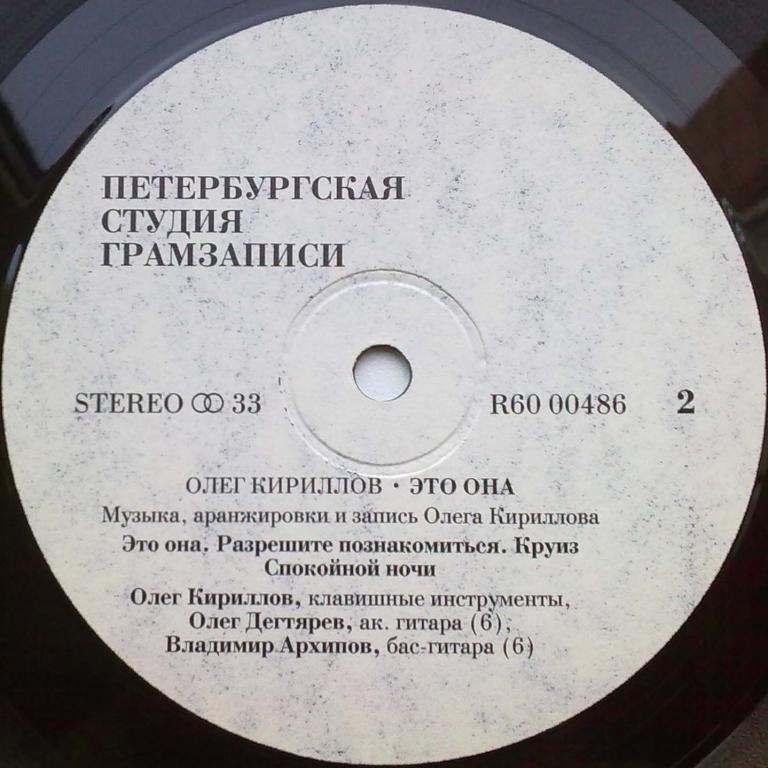 ПЕТЕРБУРГСКАЯ
СТУДИЯ
ГРАМЗАПИСИ
STEREO 33 R60 00486 2
ОЛЕГ КИРИЛЛОВ • ЭТО ОНА
Музыка, аранжировки и запись Олега Кириллова
Это она. Разрешите познакомиться. Круиз
Спокойной ночи
Олег Кириллов, клавишные инструменты,
Олег Дегтярев, ак. гитара (6),
Владимир Архипов, бас-гитара (6)